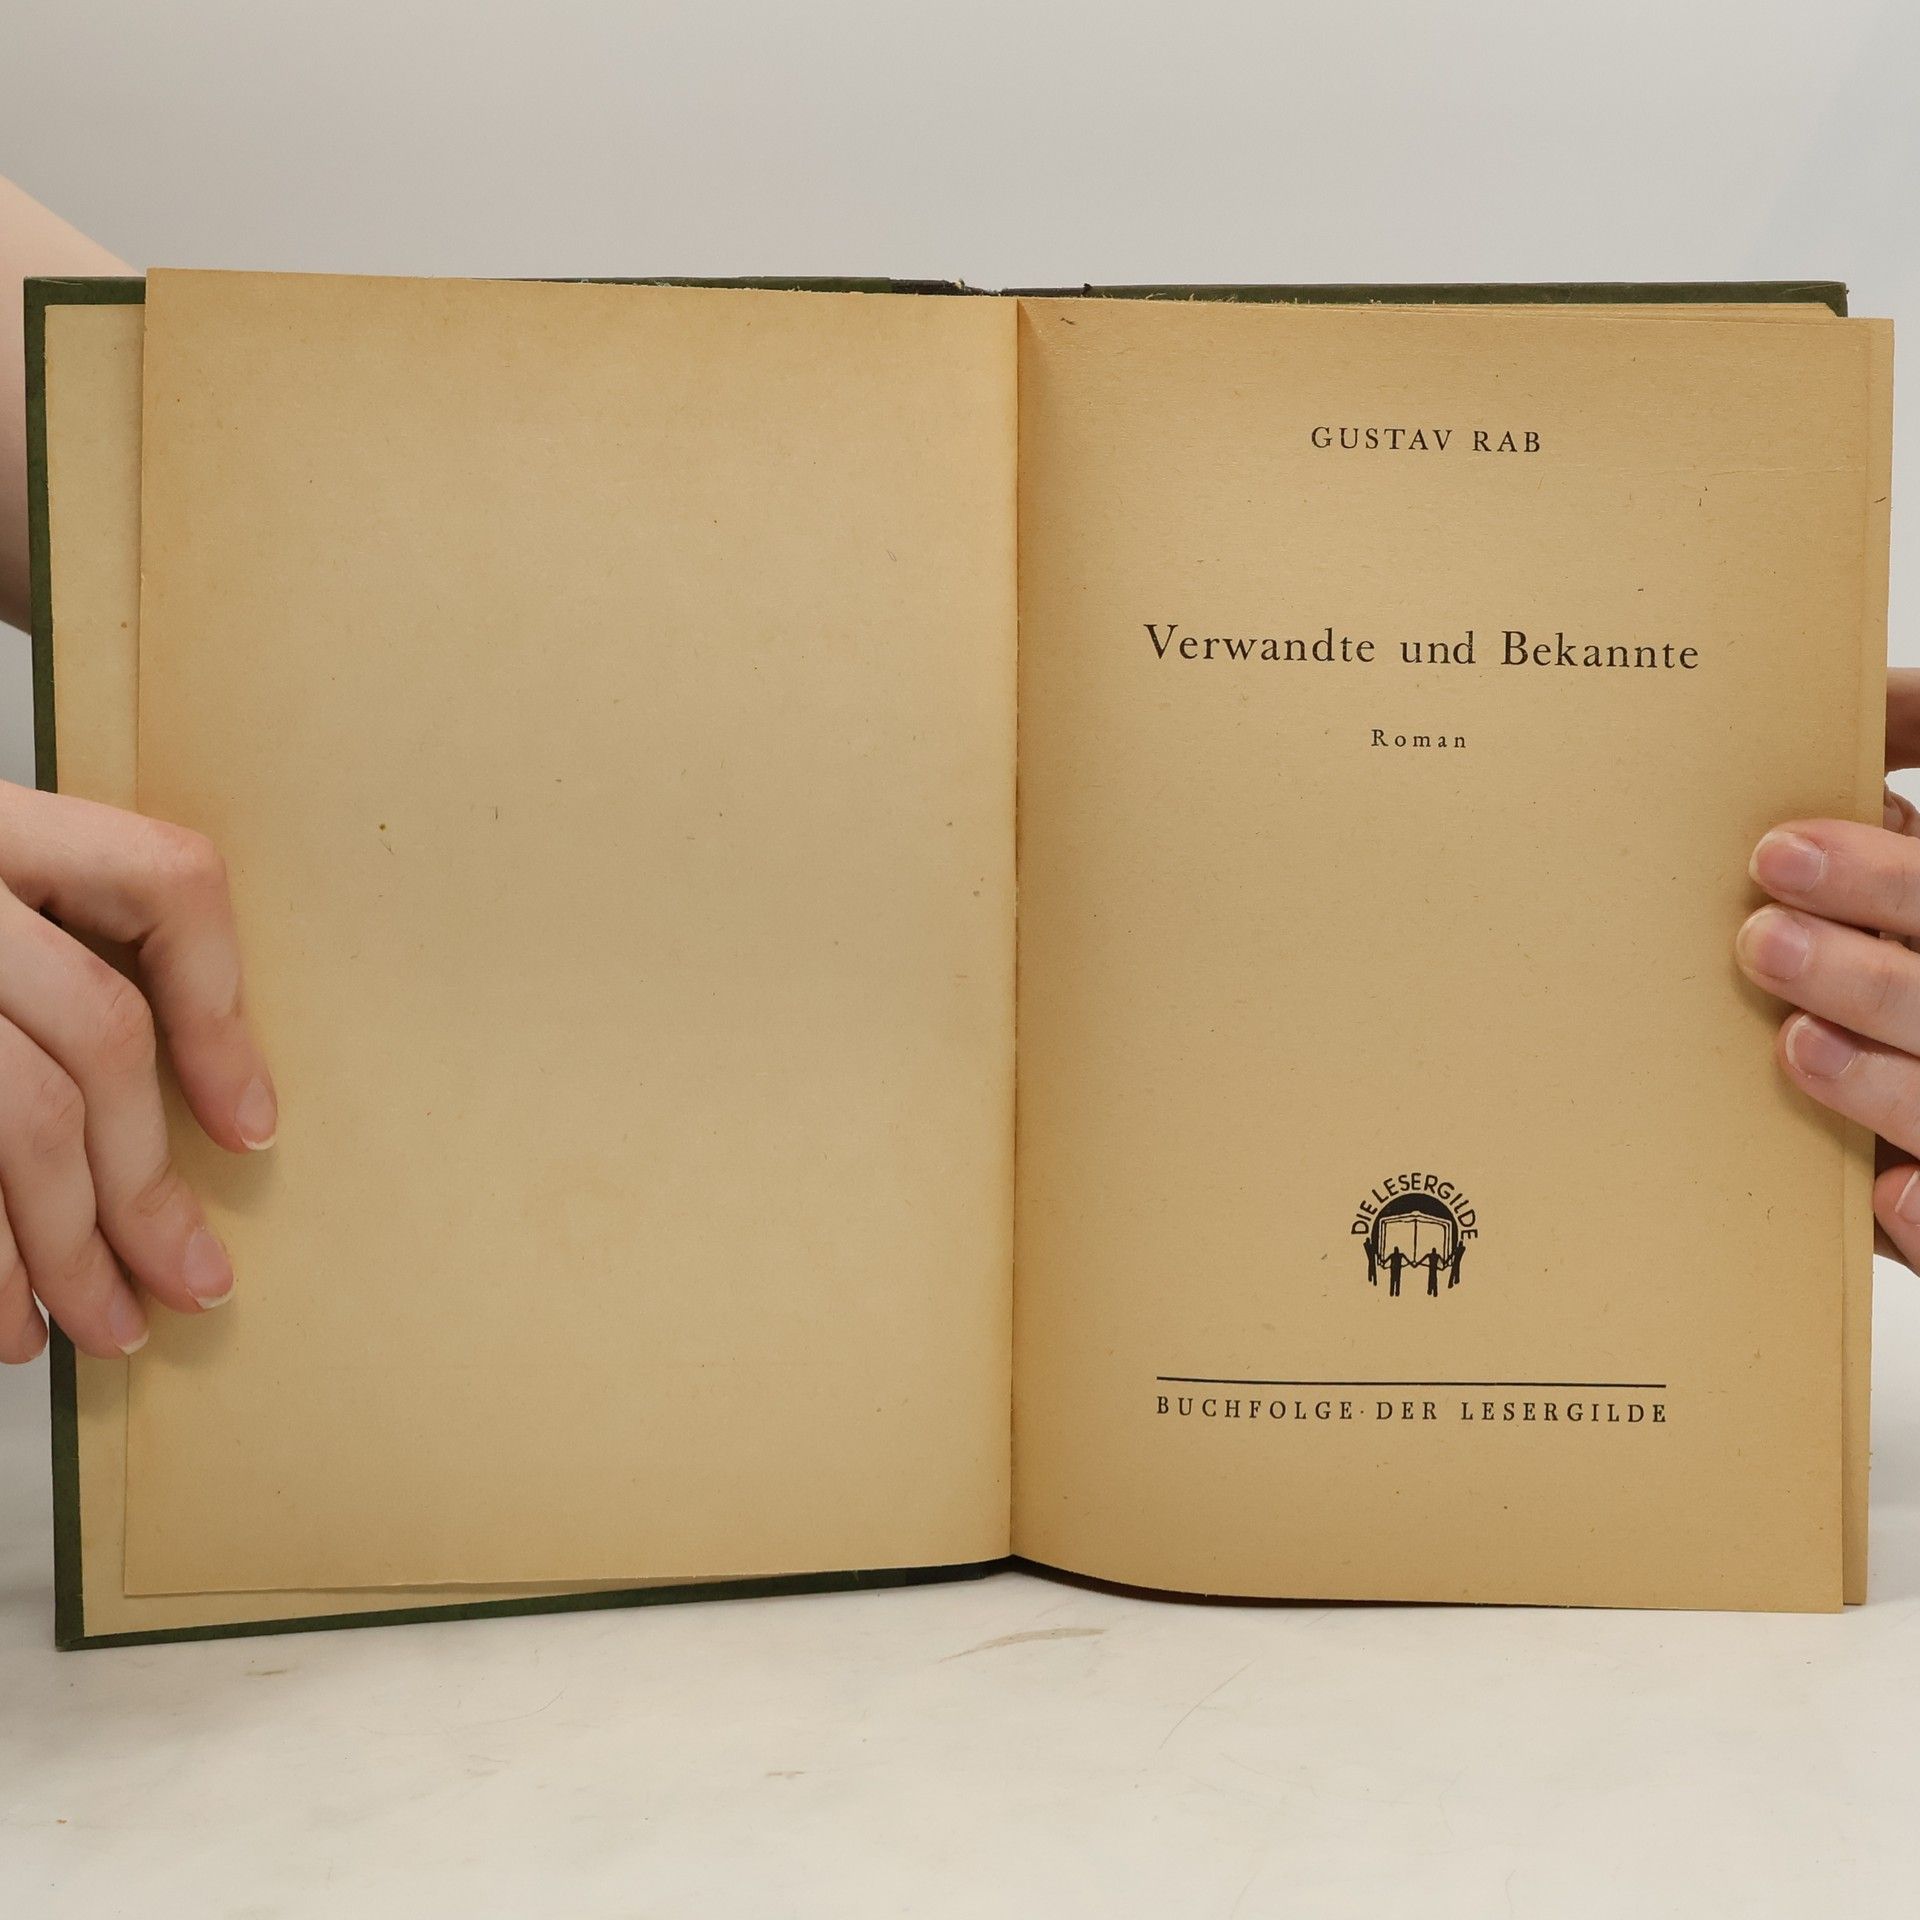 GUSTAV RAB
Verwandte und Bekannte
Roman
DIE LESERGILDE
BUCHFOLGE · DER LESERGILDE